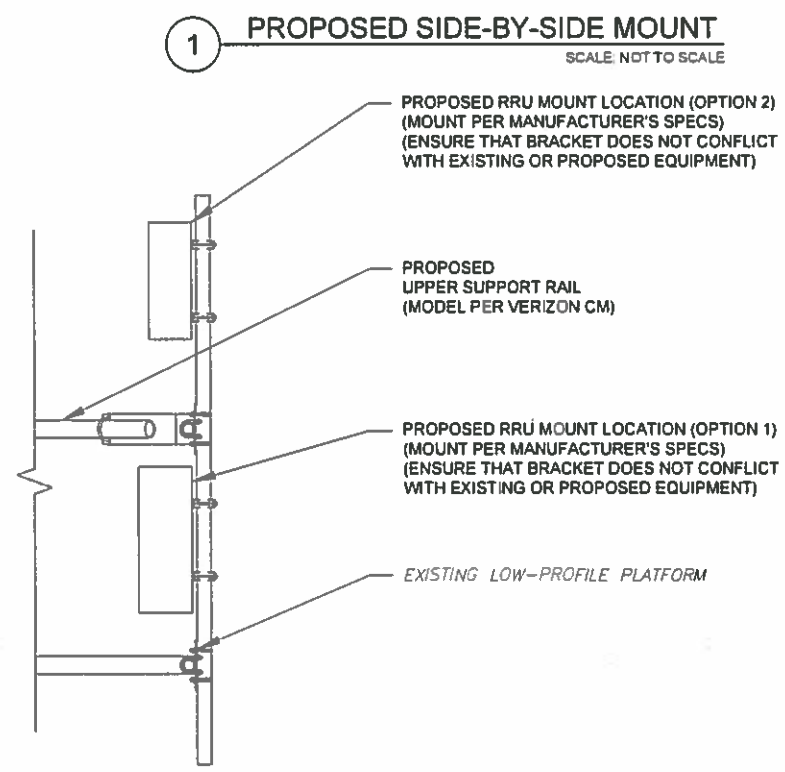 1
PROPOSED SIDE-BY-SIDE MOUNT
SCALE: NOT TO SCALE
PROPOSED RRU MOUNT LOCATION (OPTION 2)
(MOUNT PER MANUFACTURER'S SPECS)
(ENSURE THAT BRACKET DOES NOT CONFLICT
WITH EXISTING OR PROPOSED EQUIPMENT)
PROPOSED
UPPER SUPPORT RAIL
(MODEL PER VERIZON CM)
PROPOSED RRU MOUNT LOCATION (OPTION 1)
(MOUNT PER MANUFACTURER'S SPECS)
(ENSURE THAT BRACKET DOES NOT CONFLICT
WITH EXISTING OR PROPOSED EQUIPMENT)
EXISTING LOW-PROFILE PLATFORM